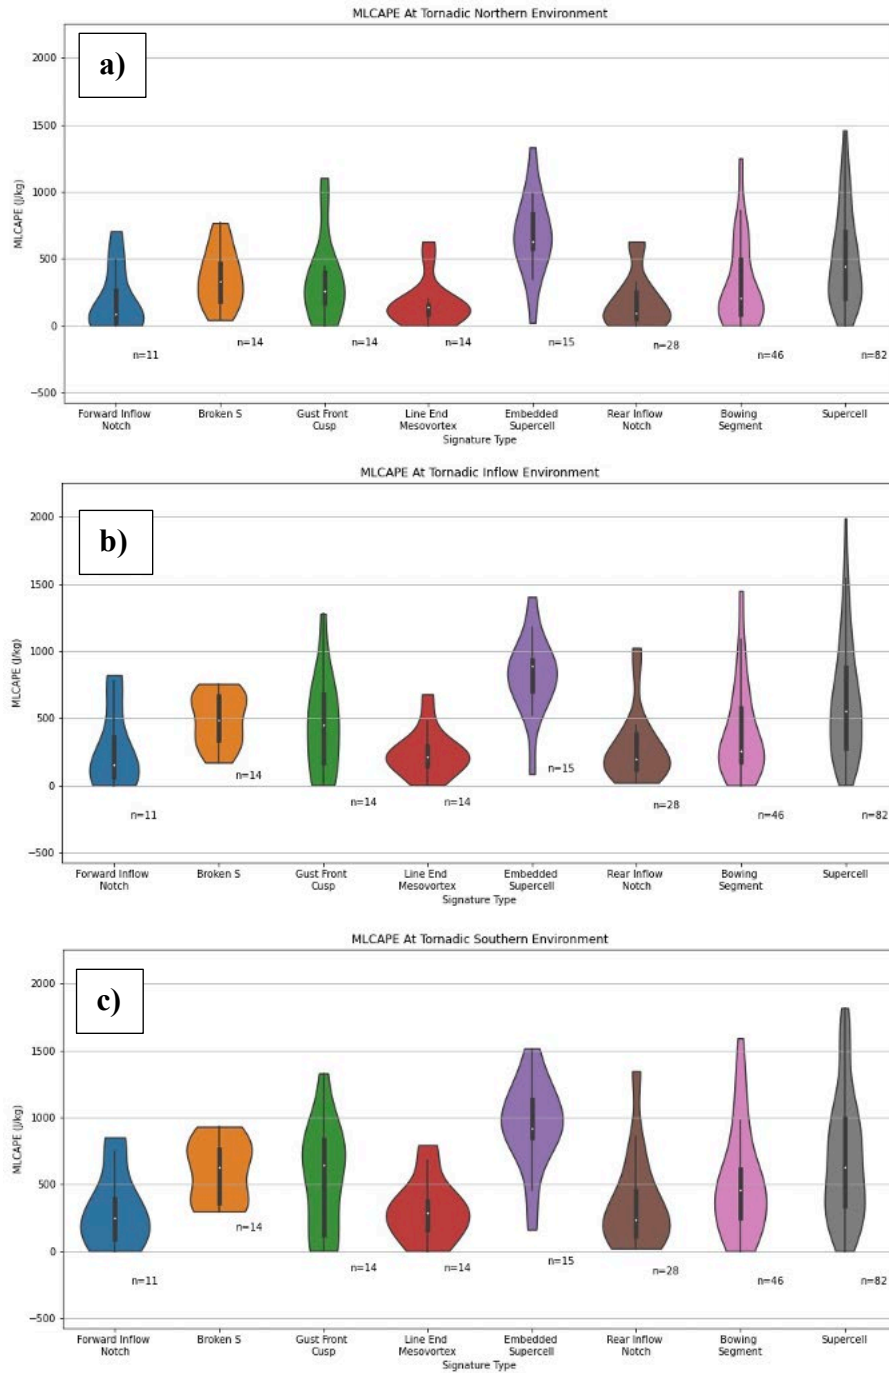 MLCAPE At Tornadic Northern Environment
a)
2000
1500
1000
500
0
−500
MLCAPE (J/kg)
n=11
n=14
n=14
n=14
n=15
n=28
n=46
n=82
Forward Inflow
Notch
Broken S
Gust Front
Cusp
Line End
Mesovortex
Embedded
Supercell
Rear Inflow
Notch
Bowing
Segment
Supercell
Signature Type
MLCAPE At Tornadic Inflow Environment
b)
2000
1500
1000
500
0
−500
MLCAPE (J/kg)
n=11
n=14
n=14
n=14
n=15
n=28
n=46
n=82
Forward Inflow
Notch
Broken S
Gust Front
Cusp
Line End
Mesovortex
Embedded
Supercell
Rear Inflow
Notch
Bowing
Segment
Supercell
Signature Type
MLCAPE At Tornadic Southern Environment
c)
2000
1500
1000
500
0
−500
MLCAPE (J/kg)
n=11
n=14
n=14
n=14
n=15
n=28
n=46
n=82
Forward Inflow
Notch
Broken S
Gust Front
Cusp
Line End
Mesovortex
Embedded
Supercell
Rear Inflow
Notch
Bowing
Segment
Supercell
Signature Type